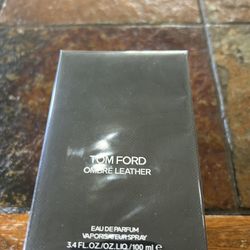 TOM FORD
OMBRE LEATHER
EAU DE PARFUM
VAPORISATEUR SPRAY
3.4 FL.OZ./OZ.LIQ./100 ml e